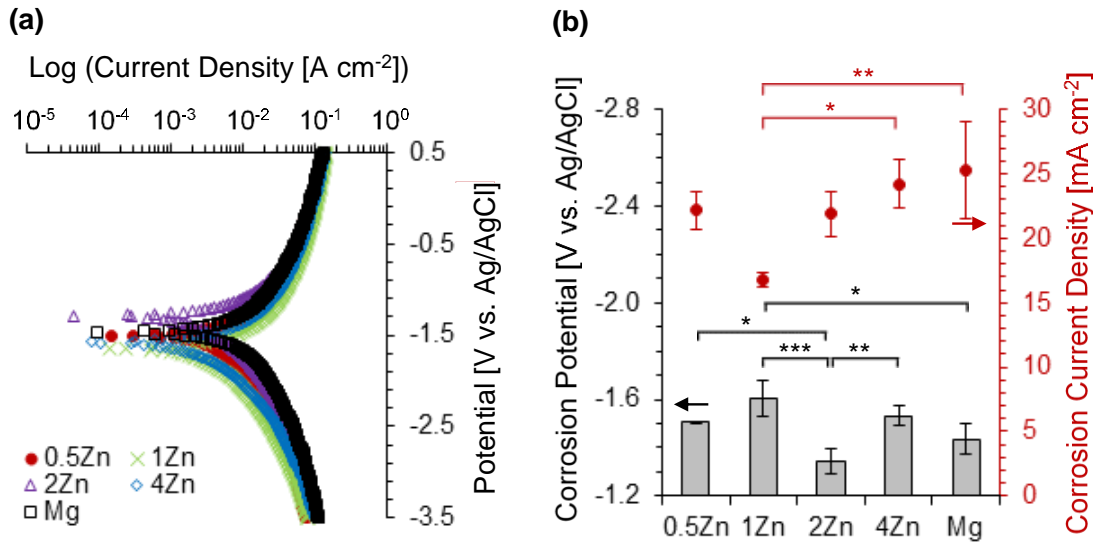 (a)
Log (Current Density [A cm-2])
10-5 10-4 10-3 10-2 10-1 100
0.5
-0.5
-1.5
-2.5
-3.5
Potential [V vs. Ag/AgCl]
0.5Zn 1Zn
2Zn 4Zn
Mg
(b)
Corrosion Potential [V vs. Ag/AgCl]
-2.8
-2.4
-2.0
-1.6
-1.2
**
*
*
*
*** **
0.5Zn 1Zn 2Zn 4Zn Mg
30
25
20
15
10
5
0
Corrosion Current Density [mA cm-2]